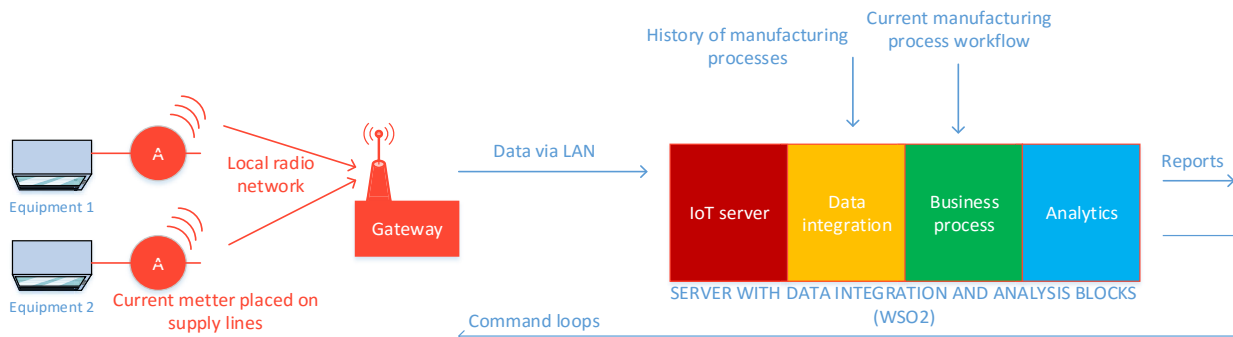 History of manufacturing
processes
Current manufacturing
process workflow
A
Equipment 1
Local radio
network
Data via LAN
Gateway
IoT server
Data
integration
Business
process
Analytics
Reports
A
Equipment 2
Current metter placed on
supply lines
SERVER WITH DATA INTEGRATION AND ANALYSIS BLOCKS
(WSO2)
Command loops